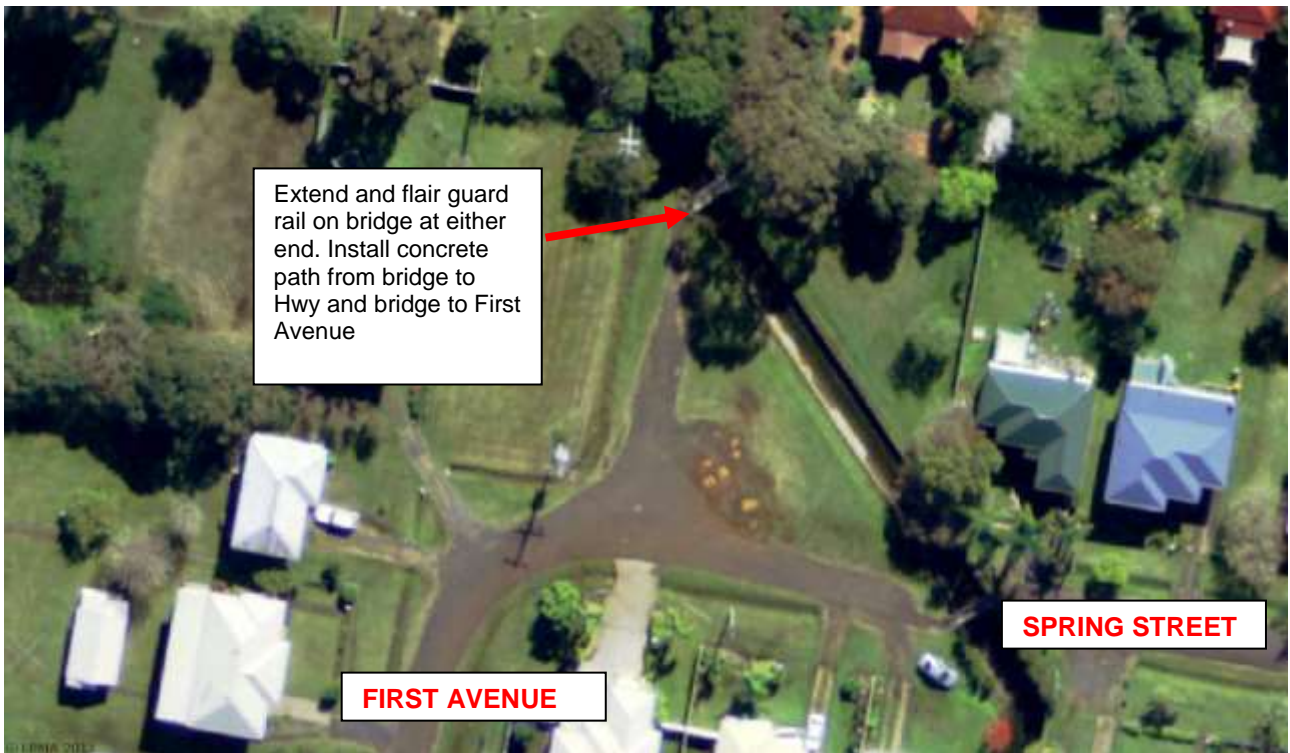 Extend and flair guard
rail on bridge at either
end. Install concrete
path from bridge to
Hwy and bridge to First
Avenue
SPRING STREET
FIRST AVENUE